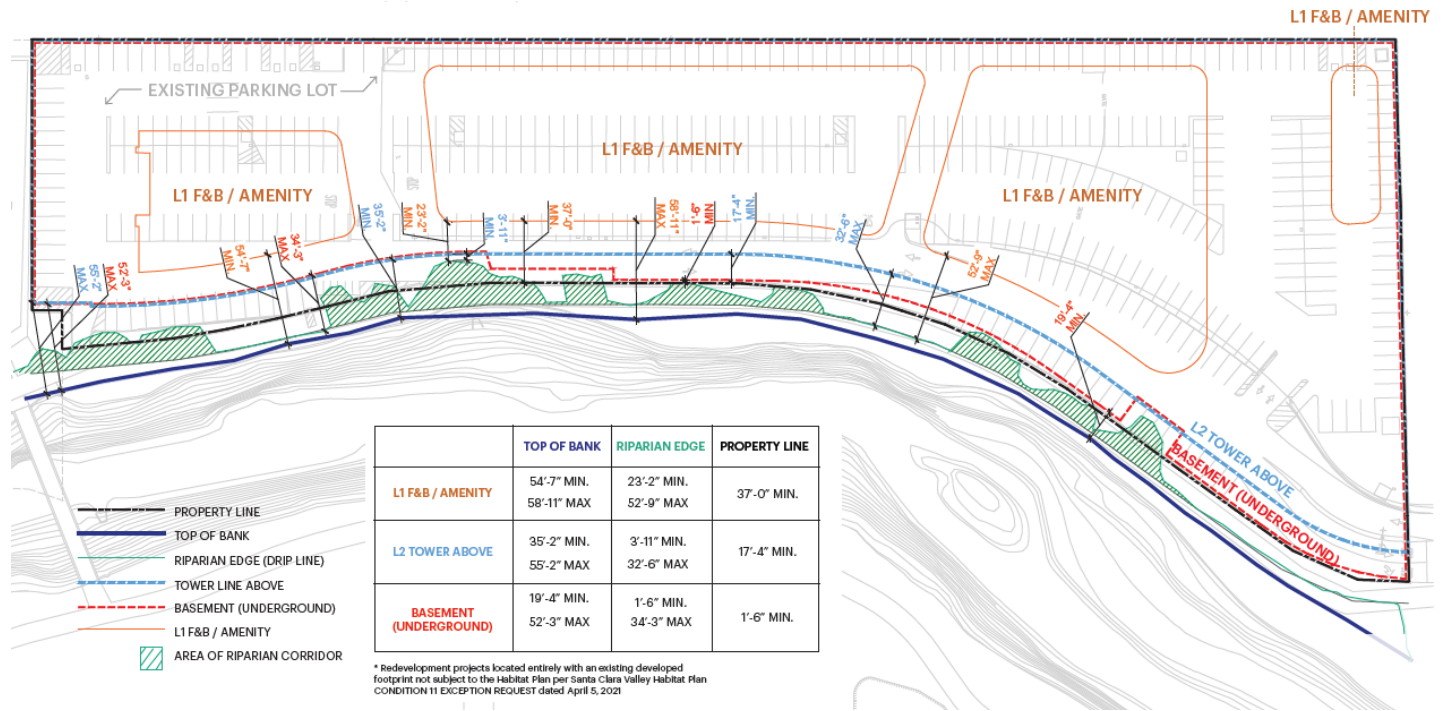 L1 F&B / AMENITY
EXISTING PARKING LOT
L1 F&B / AMENITY
L1 F&B / AMENITY
L1 F&B / AMENITY
55'-2"
MAX
52'-3"
MAX
54'-7"
MIN.
34'-3"
MAX
35'-2"
MIN.
23'-2"
MIN.
3'-11"
MIN.
37'-0"
MIN.
58'-11"
MAX
1'-6"
MIN
17'-4"
MIN.
32'-6"
MAX
52'-9"
MAX
19'-4"
MIN.
L2 TOWER ABOVE
BASEMENT (UNDERGROUND)
TOP OF BANK RIPARIAN EDGE PROPERTY LINE
L1 F&B / AMENITY
54'-7" MIN.
58'-11" MAX
23'-2" MIN.
52'-9" MAX
37'-0" MIN.
L2 TOWER ABOVE
35'-2" MIN.
55'-2" MAX
3'-11" MIN.
32'-6" MAX
17'-4" MIN.
BASEMENT
(UNDERGROUND)
19'-4" MIN.
52'-3" MAX
1'-6" MIN.
34'-3" MAX
1'-6" MIN.
PROPERTY LINE
TOP OF BANK
RIPARIAN EDGE (DRIP LINE)
TOWER LINE ABOVE
BASEMENT (UNDERGROUND)
L1 F&B / AMENITY
AREA OF RIPARIAN CORRIDOR
* Redevelopment projects located entirely with an existing developed
footprint not subject to the Habitat Plan per Santa Clara Valley Habitat Plan
CONDITION 11 EXCEPTION REQUEST dated April 5, 2021